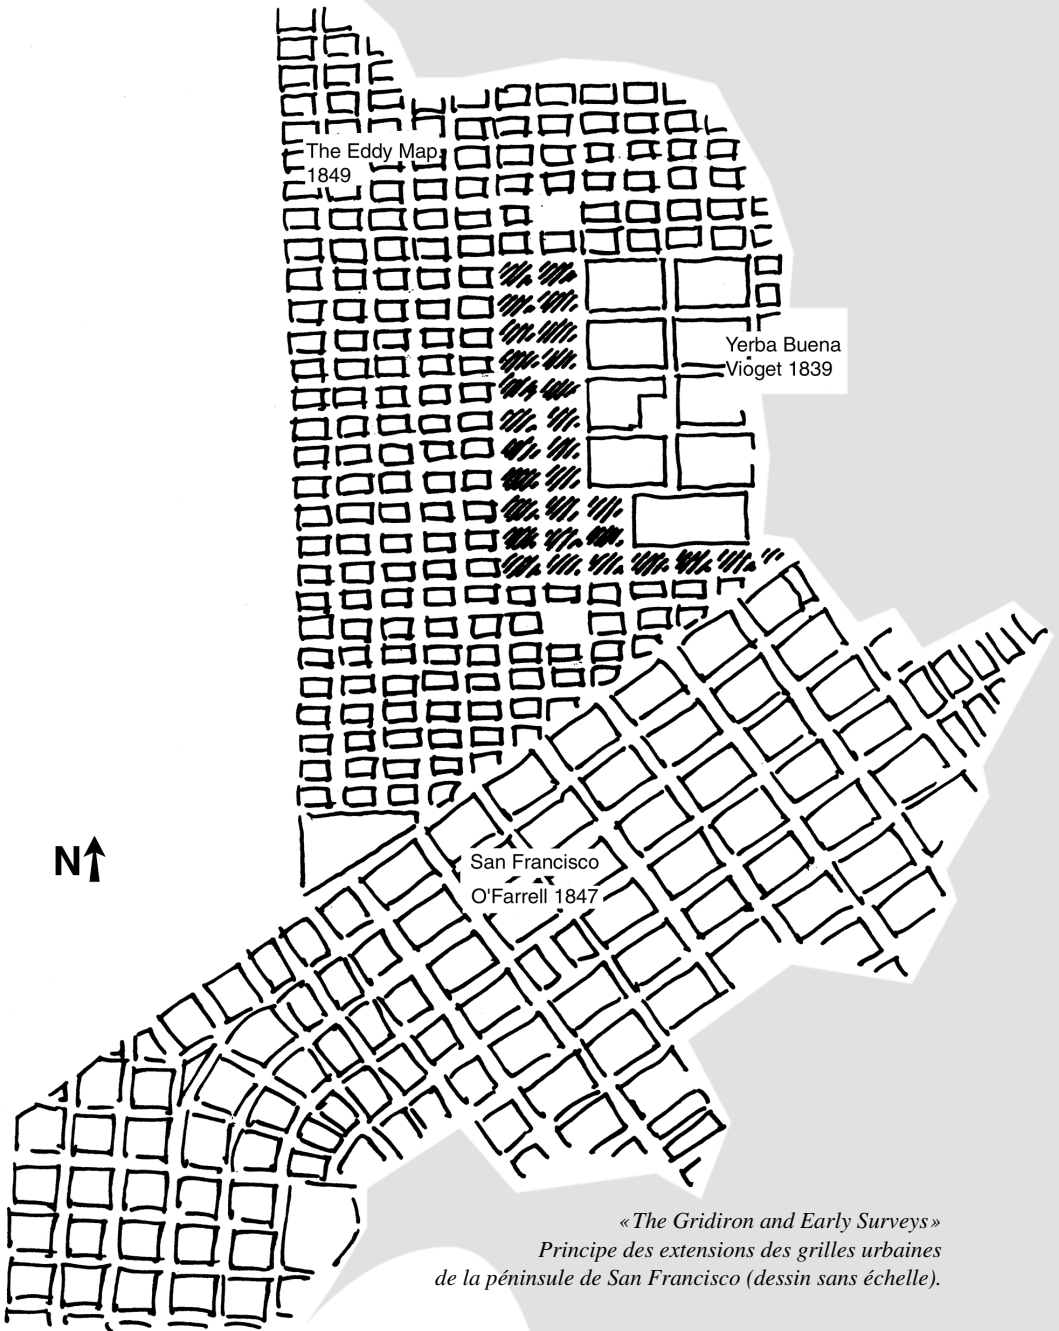 The Eddy Map
1849
Yerba Buena
Vioget 1839
N
San Francisco
O'Farrell 1847
«The Gridiron and Early Surveys»
Principe des extensions des grilles urbaines
de la péninsule de San Francisco (dessin sans échelle).